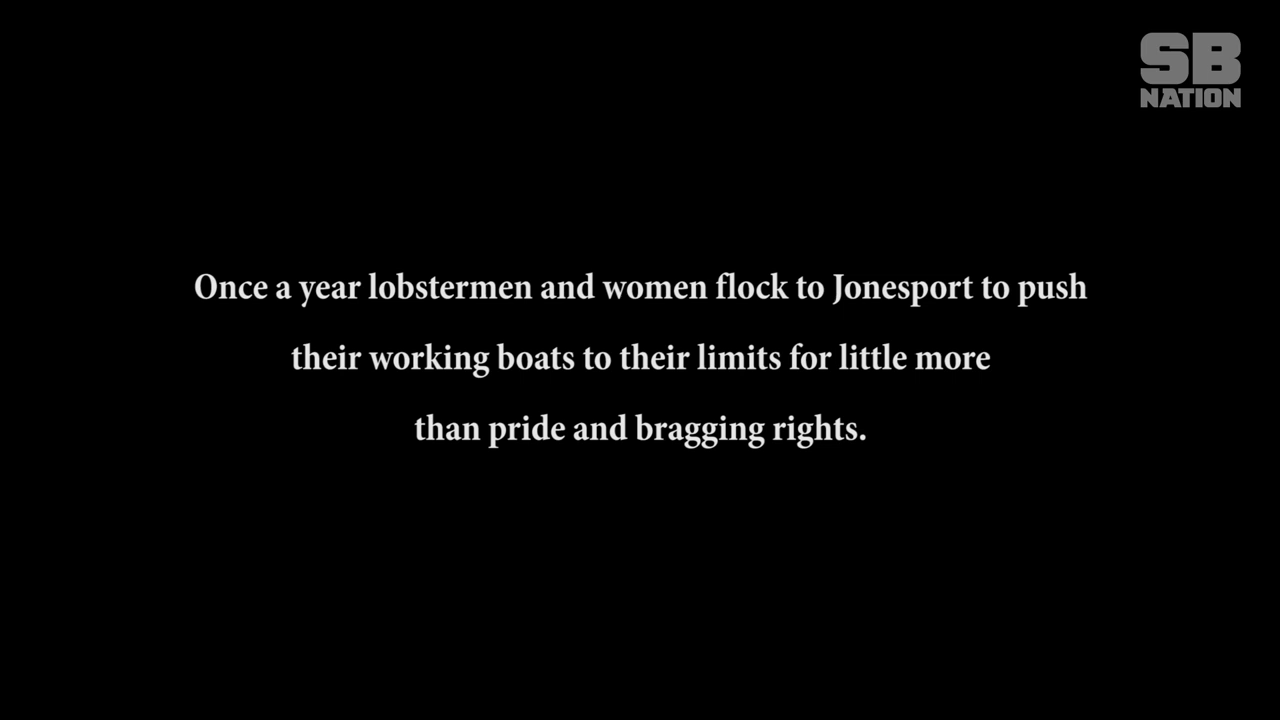 SB
NATION
Once a year lobstermen and women flock to Jonesport to push
their working boats to their limits for little more
than pride and bragging rights.